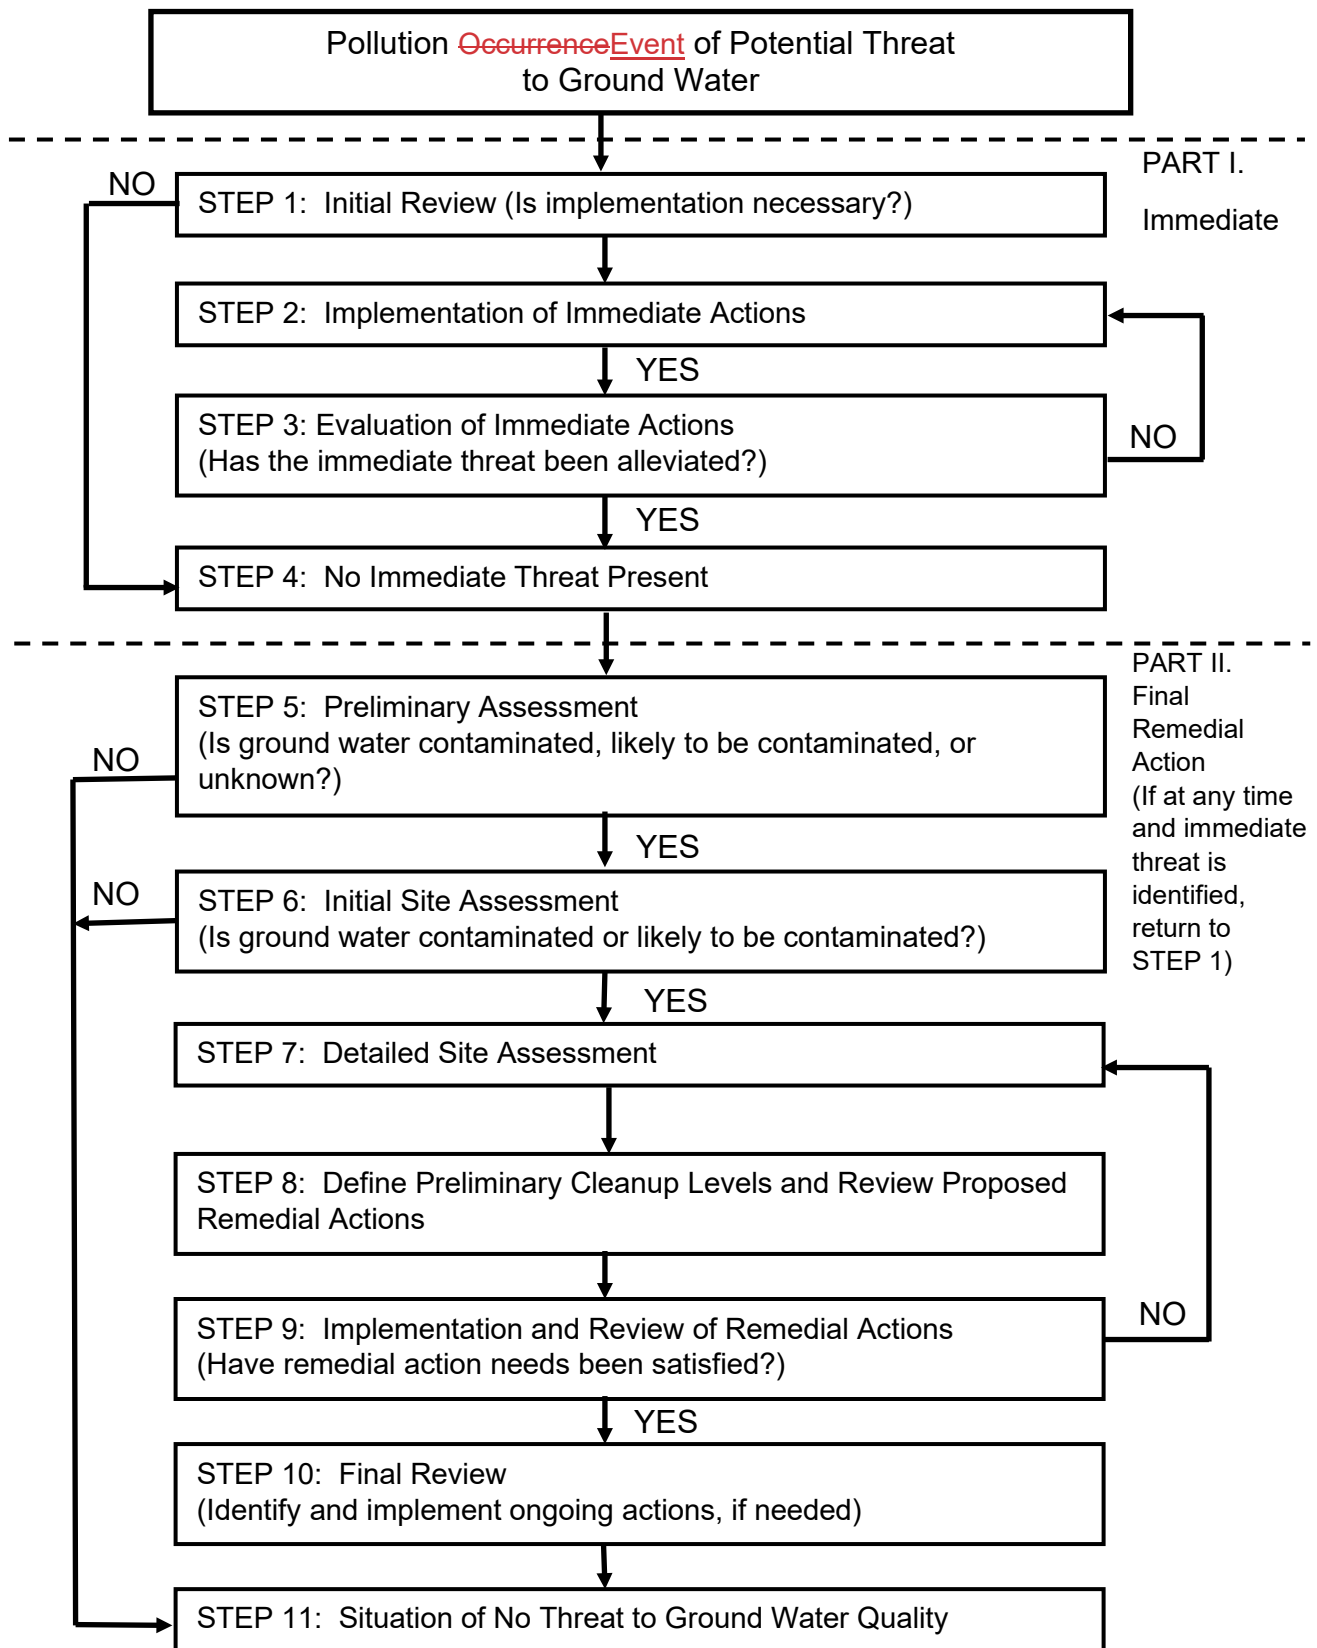 Pollution OccurrenceEvent of Potential Threat
to Ground Water
PART I.
Immediate
NO
STEP 1:  Initial Review (Is implementation necessary?)
STEP 2:  Implementation of Immediate Actions
YES
STEP 3: Evaluation of Immediate Actions
(Has the immediate threat been alleviated?)
NO
YES
STEP 4:  No Immediate Threat Present
PART II.
Final
Remedial
Action
(If at any time
and immediate
threat is
identified,
return to
STEP 1)
STEP 5:  Preliminary Assessment
(Is ground water contaminated, likely to be contaminated, or
unknown?)
NO
YES
NO
STEP 6:  Initial Site Assessment
(Is ground water contaminated or likely to be contaminated?)
YES
STEP 7:  Detailed Site Assessment
STEP 8:  Define Preliminary Cleanup Levels and Review Proposed
Remedial Actions
STEP 9:  Implementation and Review of Remedial Actions
(Have remedial action needs been satisfied?)
NO
YES
STEP 10:  Final Review
(Identify and implement ongoing actions, if needed)
STEP 11:  Situation of No Threat to Ground Water Quality